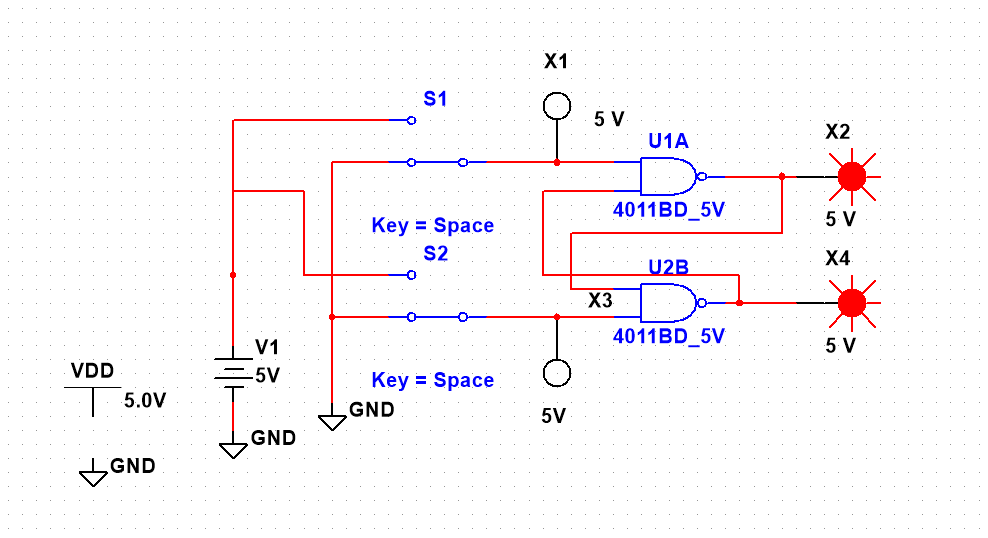 X1
S1
5 V
X2
U1A
4011BD_5V
5 V
Key = Space
S2
X4
U2B
X3
4011BD_5V
5 V
V1
5V
VDD
5.0V
Key = Space
GND
5V
GND
GND